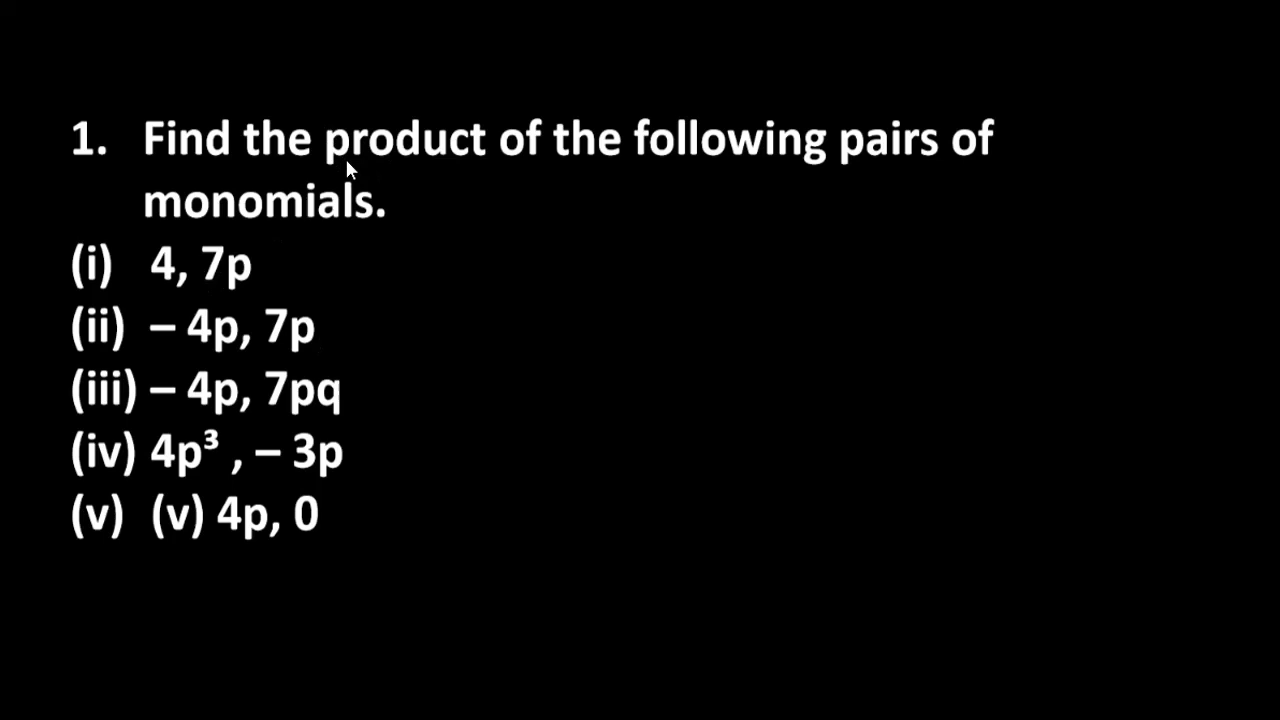 1. Find the product of the following pairs of
monomials.
(i) 4, 7p
(ii) – 4p, 7p
(iii) – 4p, 7pq
(iv) 4p³ , – 3p
(v) (v) 4p, 0